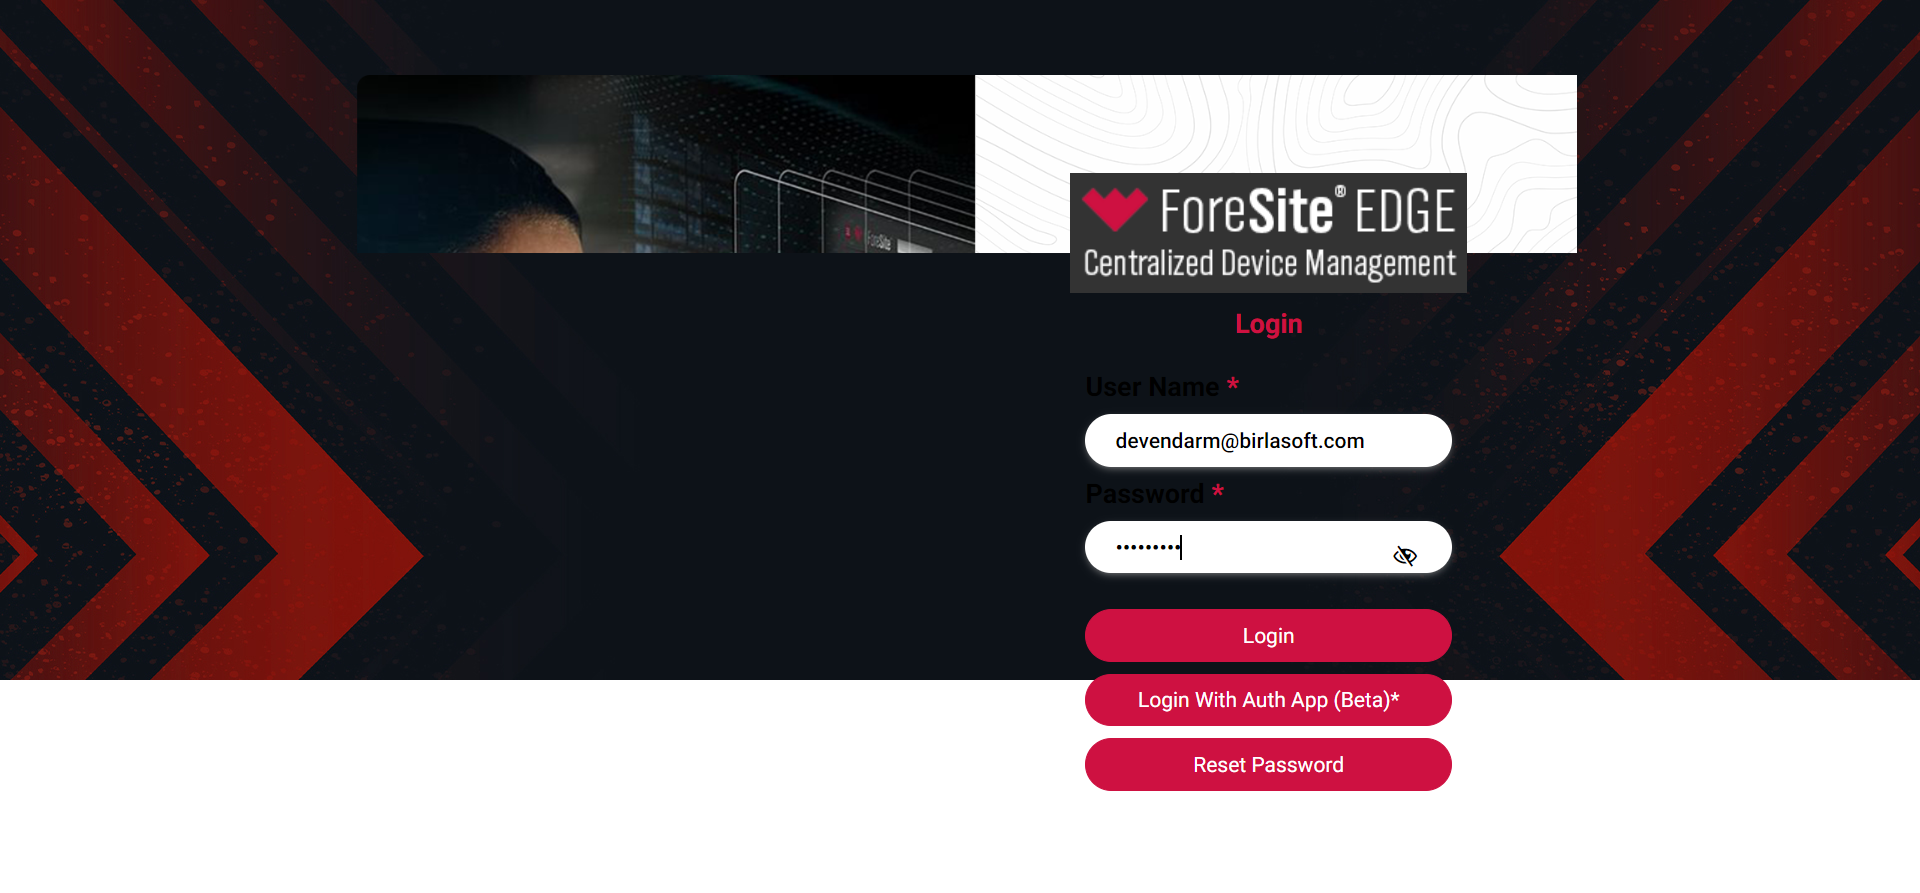 ForeSite
ForeSite® EDGE
Centralized Device Management
Login
User Name *
devendarm@birlasoft.com
Password *
•••••••••
Login
Login With Auth App (Beta)*
Reset Password